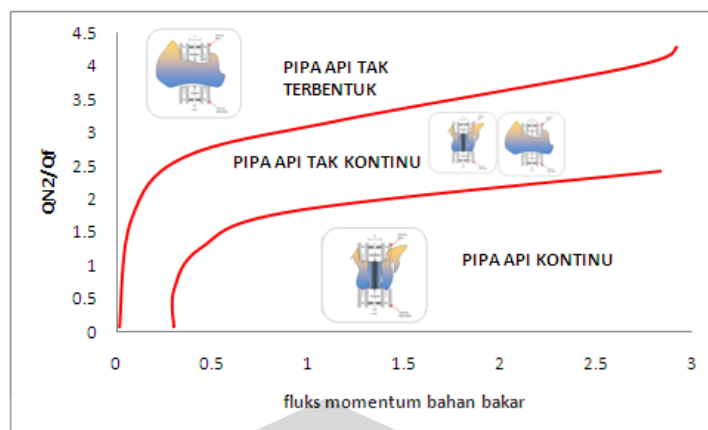 4.5
4
3.5
3
2.5
2
1.5
1
0.5
0
QN2/Qf
PIPA API TAK
TERBENTUK
PIPA API TAK KONTINU
PIPA API KONTINU
0
0.5
1
1.5
2
2.5
3
fluks momentum bahan bakar